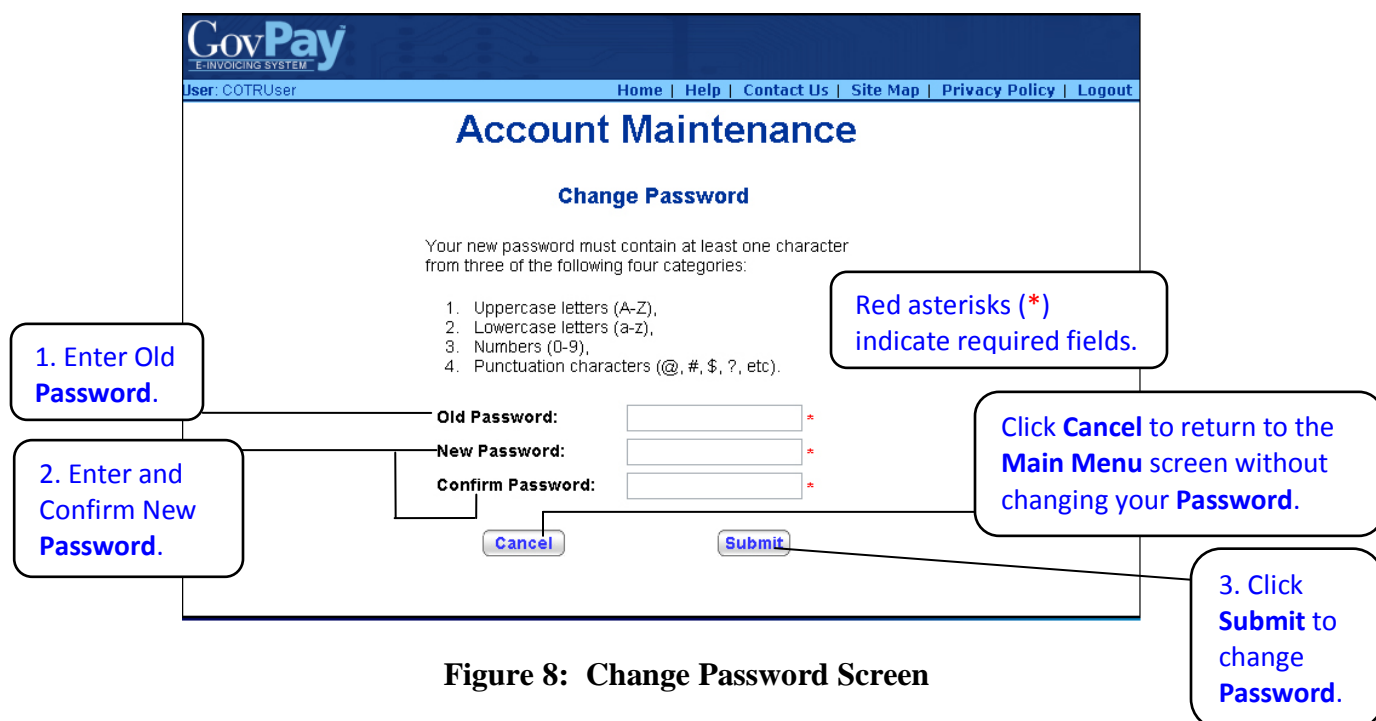 GovPay
E-INVOICING SYSTEM
User: COTRUser
Home | Help | Contact Us | Site Map | Privacy Policy | Logout
Account Maintenance
Change Password
Your new password must contain at least one character
from three of the following four categories:
1. Uppercase letters (A-Z),
2. Lowercase letters (a-z),
3. Numbers (0-9),
4. Punctuation characters (@, #, $, ?, etc).
Red asterisks (*)
indicate required fields.
1. Enter Old
Password.
Old Password: *
New Password: *
Confirm Password: *
2. Enter and
Confirm New
Password.
Click Cancel to return to the
Main Menu screen without
changing your Password.
Cancel
Submit
3. Click
Submit to
change
Password.
Figure 8: Change Password Screen